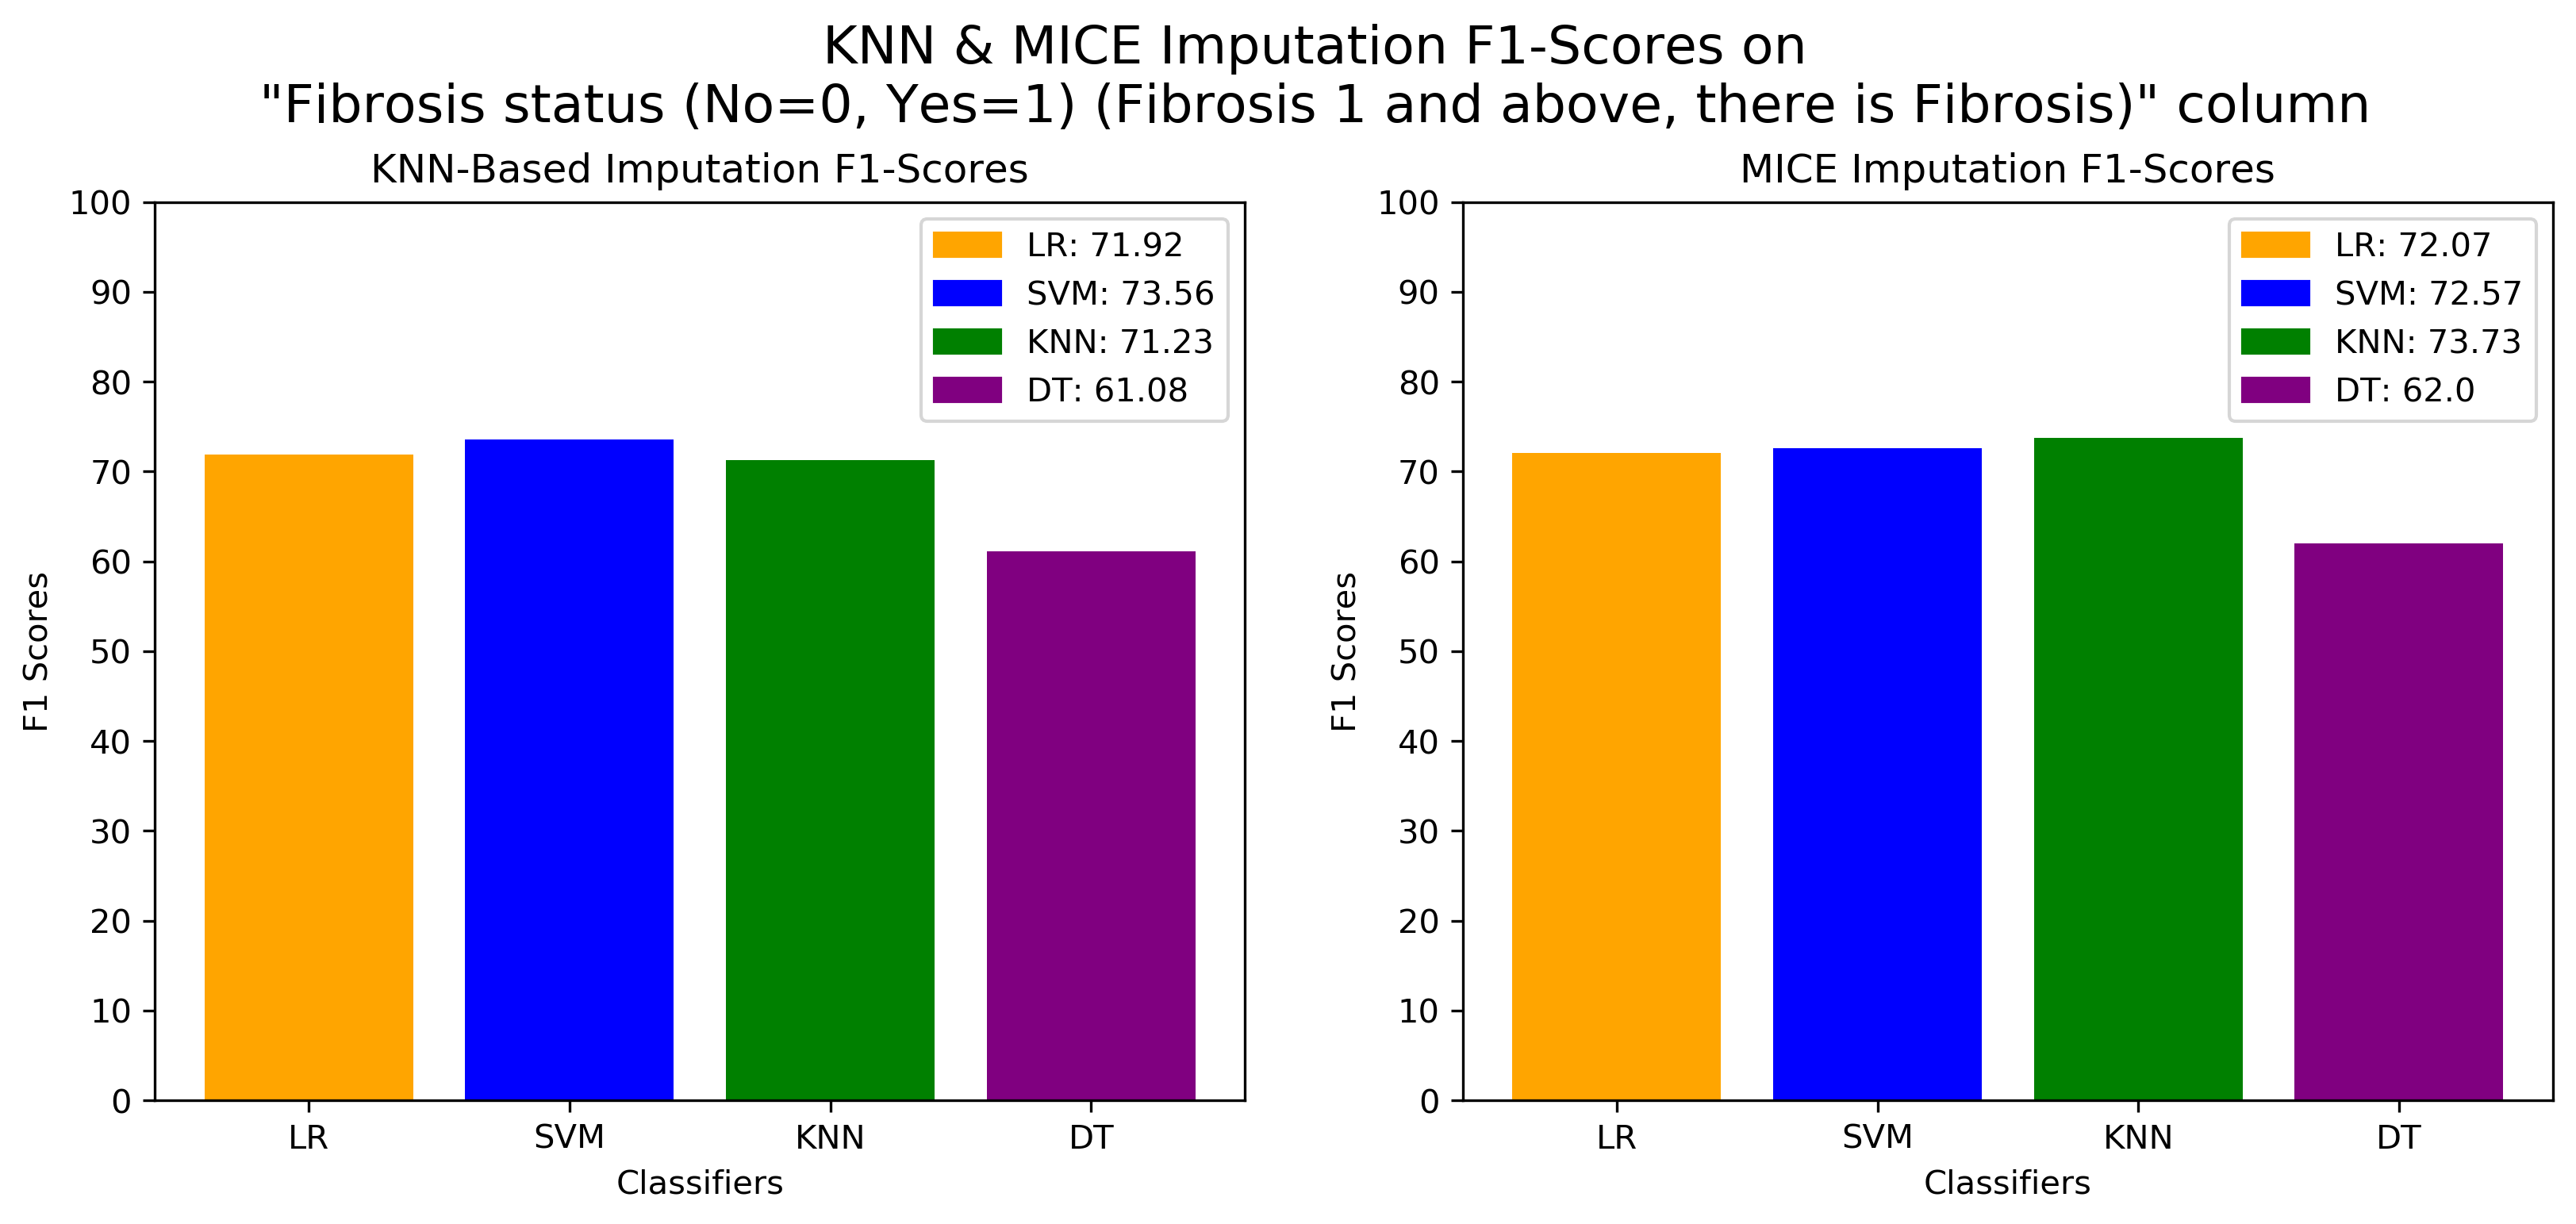 KNN & MICE Imputation F1-Scores on
"Fibrosis status (No=0, Yes=1) (Fibrosis 1 and above, there is Fibrosis)" column
KNN-Based Imputation F1-Scores
100
90
80
70
60
50
40
30
20
10
0
F1 Scores
LR: 71.92
SVM: 73.56
KNN: 71.23
DT: 61.08
LR
SVM
KNN
DT
Classifiers
MICE Imputation F1-Scores
100
90
80
70
60
50
40
30
20
10
0
F1 Scores
LR: 72.07
SVM: 72.57
KNN: 73.73
DT: 62.0
LR
SVM
KNN
DT
Classifiers